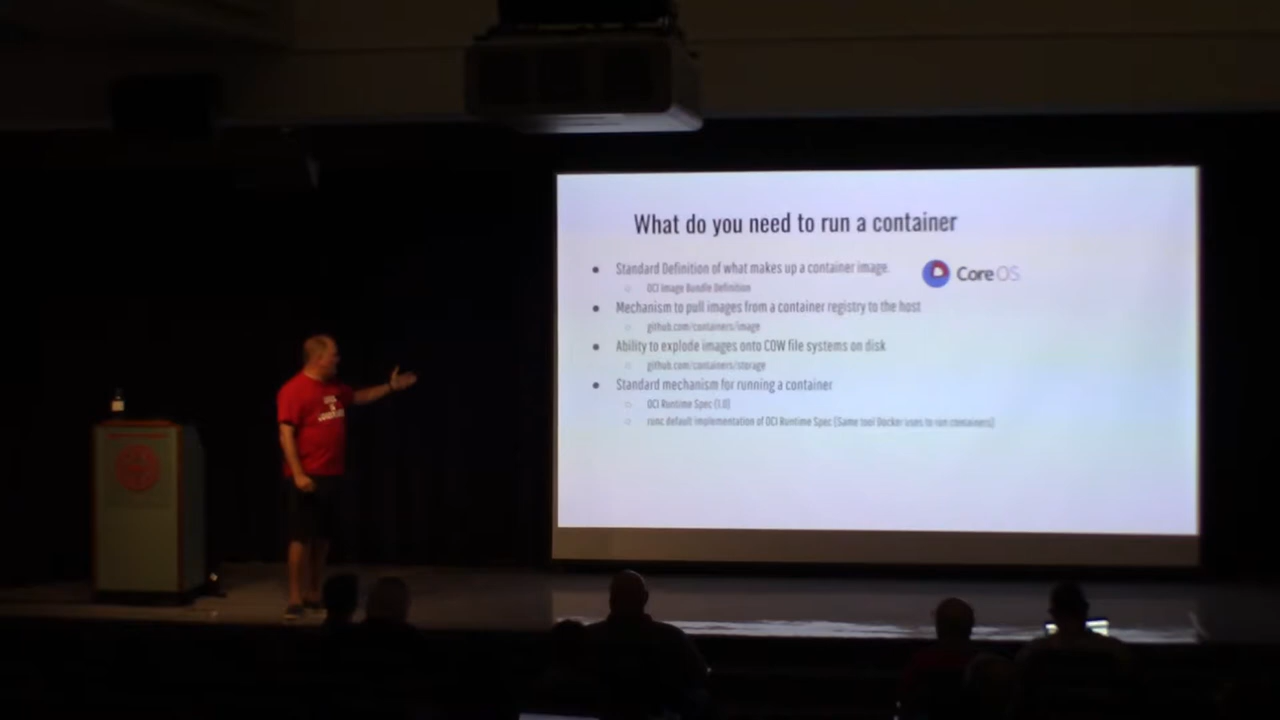 What do you need to run a container
Standard Definition of what makes up a container image.
CoreOS
OCI Image Bundle Definition
Mechanism to pull images from a container registry to the host
github.com/containers/image
Ability to explode images onto COW file systems on disk
github.com/containers/storage
Standard mechanism for running a container
OCI Runtime Spec (1.0)
runc default implementation of OCI Runtime Spec (Same tool Docker uses to run containers)